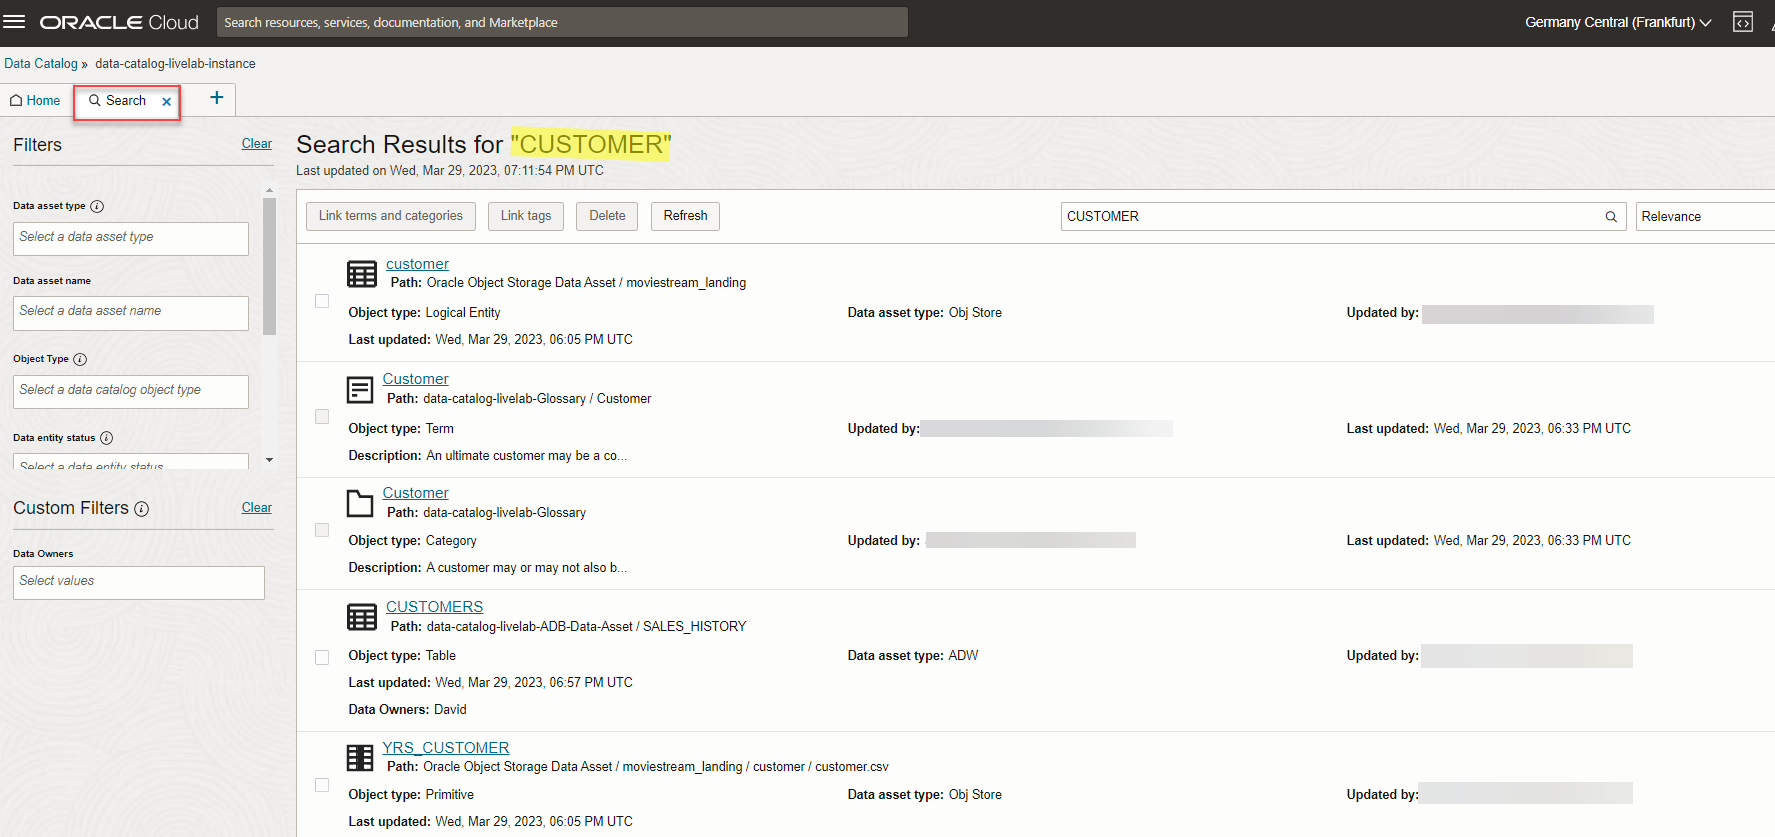 ORACLE Cloud
Search resources, services, documentation, and Marketplace
Germany Central (Frankfurt)
Data Catalog » data-catalog-livelab-instance
Home
Search ×
+
Filters
Clear
Data asset type
Select a data asset type
Data asset name
Select a data asset name
Object Type
Select a data catalog object type
Data entity status
Select a data entity status
Custom Filters
Clear
Data Owners
Select values
Search Results for "CUSTOMER"
Last updated on Wed, Mar 29, 2023, 07:11:54 PM UTC
Link terms and categories
Link tags
Delete
Refresh
CUSTOMER
Relevance
customer
Path: Oracle Object Storage Data Asset / moviestream_landing
Object type: Logical Entity
Data asset type: Obj Store
Updated by:
Last updated: Wed, Mar 29, 2023, 06:05 PM UTC
Customer
Path: data-catalog-livelab-Glossary / Customer
Object type: Term
Updated by:
Last updated: Wed, Mar 29, 2023, 06:33 PM UTC
Description: An ultimate customer may be a co...
Customer
Path: data-catalog-livelab-Glossary
Object type: Category
Updated by:
Last updated: Wed, Mar 29, 2023, 06:33 PM UTC
Description: A customer may or may not also b...
CUSTOMERS
Path: data-catalog-livelab-ADB-Data-Asset / SALES_HISTORY
Object type: Table
Data asset type: ADW
Updated by:
Last updated: Wed, Mar 29, 2023, 06:57 PM UTC
Data Owners: David
YRS_CUSTOMER
Path: Oracle Object Storage Data Asset / moviestream_landing / customer / customer.csv
Object type: Primitive
Data asset type: Obj Store
Updated by:
Last updated: Wed, Mar 29, 2023, 06:05 PM UTC